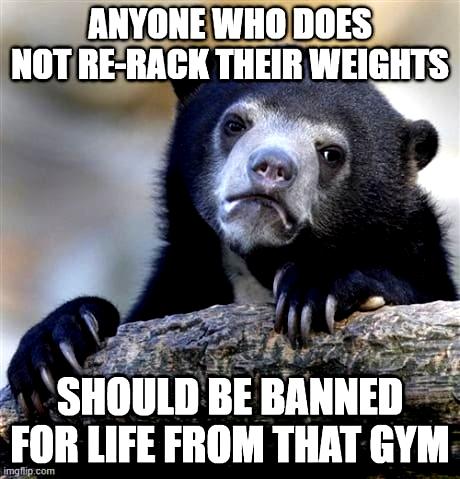 ANYONE WHO DOES
NOT RE-RACK THEIR WEIGHTS
SHOULD BE BANNED
FOR LIFE FROM THAT GYM
imgflip.com